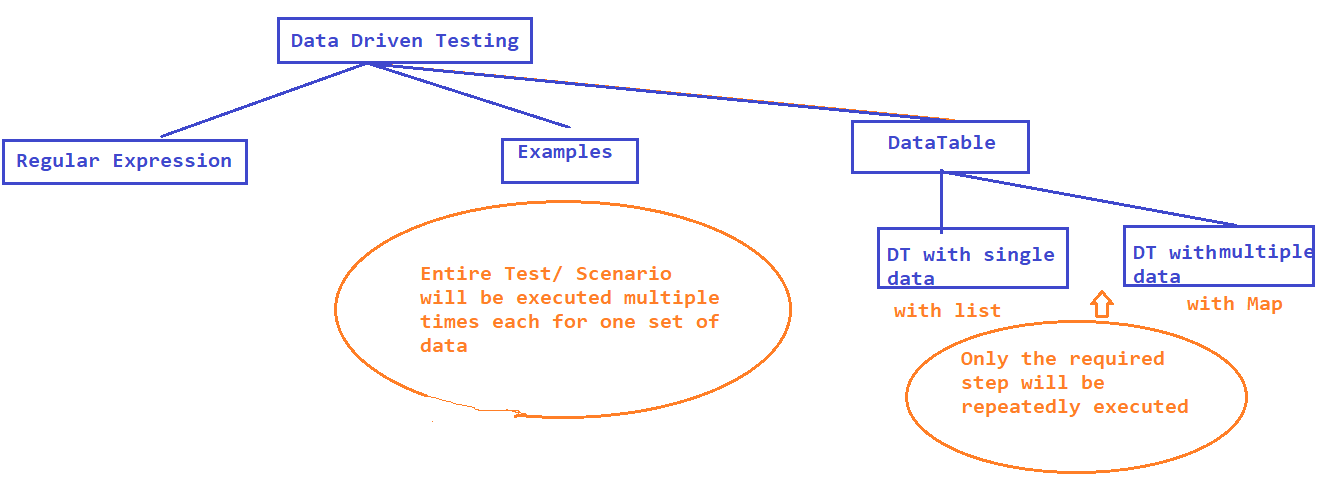 Data Driven Testing
Regular Expression
Examples
DataTable
Entire Test/ Scenario
will be executed multiple
times each for one set of
data
DT with single
data
with list
DT with multiple
data
with Map
Only the required
step will be
repeatedly executed